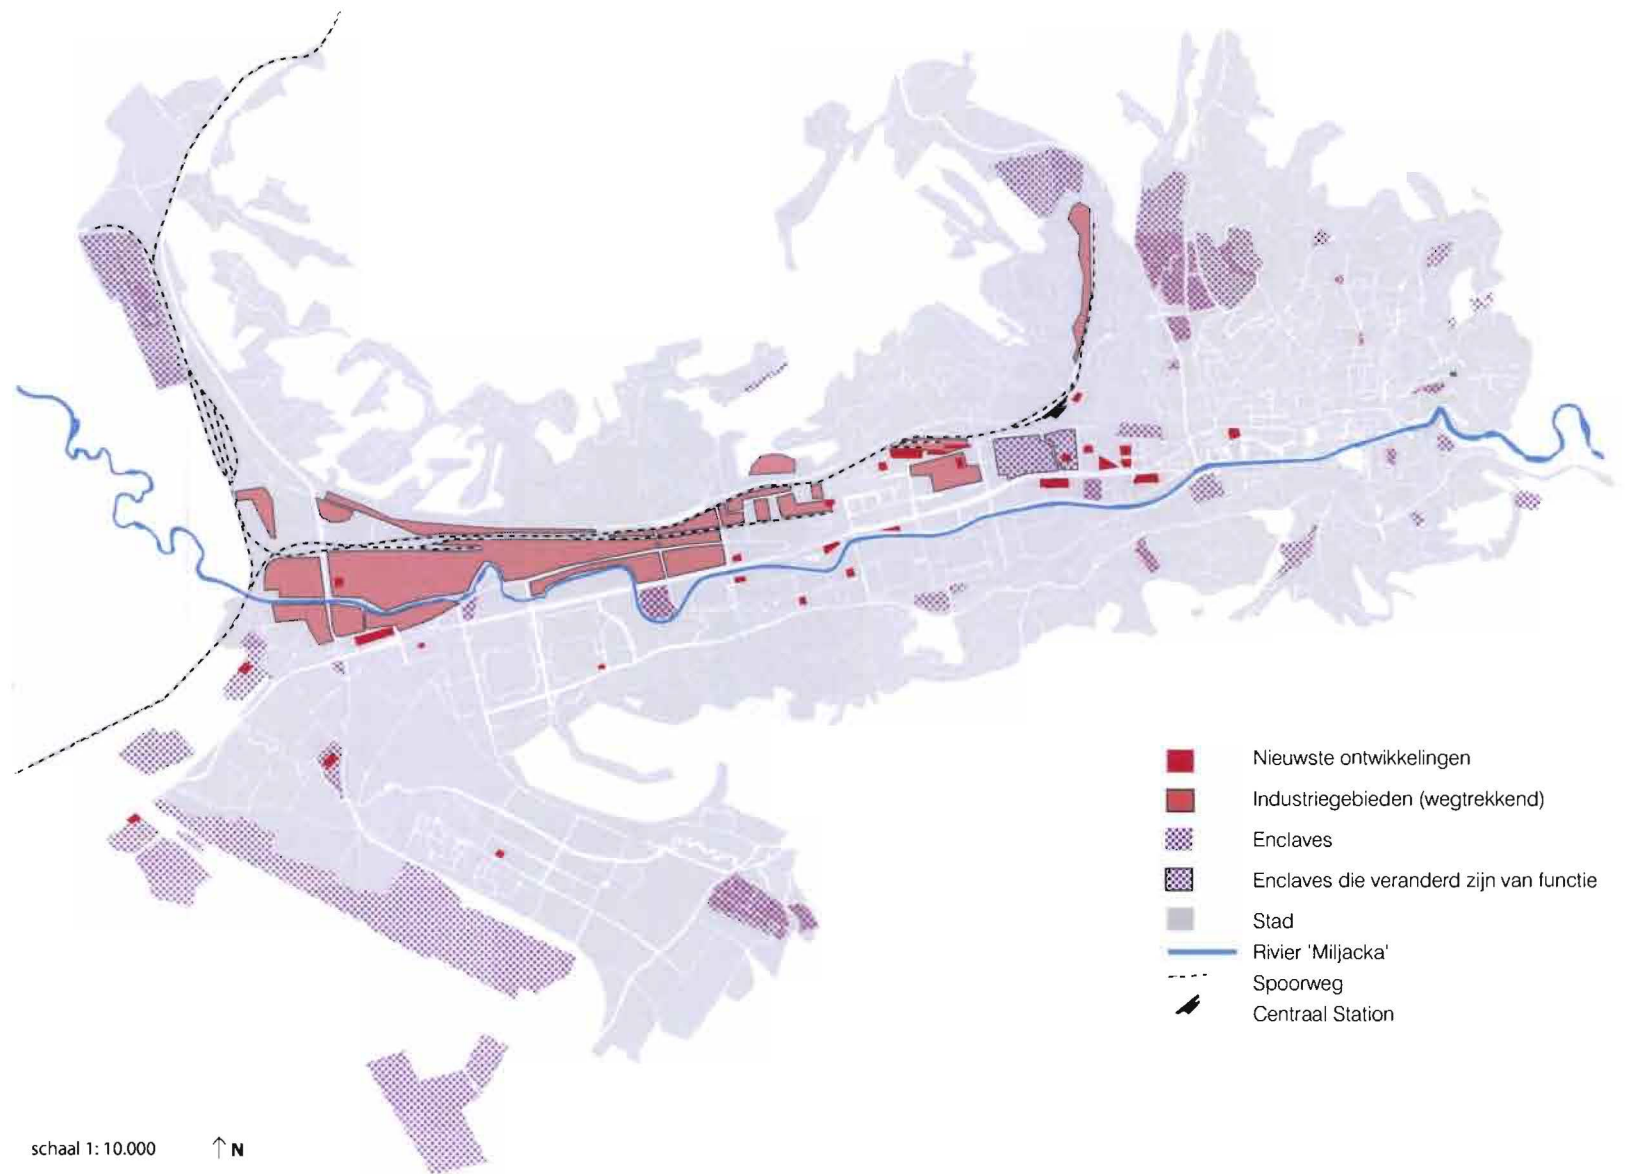 Nieuwste ontwikkelingen
Industriegebieden (wegtrekkend)
Enclaves
Enclaves die veranderd zijn van functie
Stad
Rivier 'Miljacka'
Spoorweg
Centraal Station
schaal 1: 10.000
↑ N